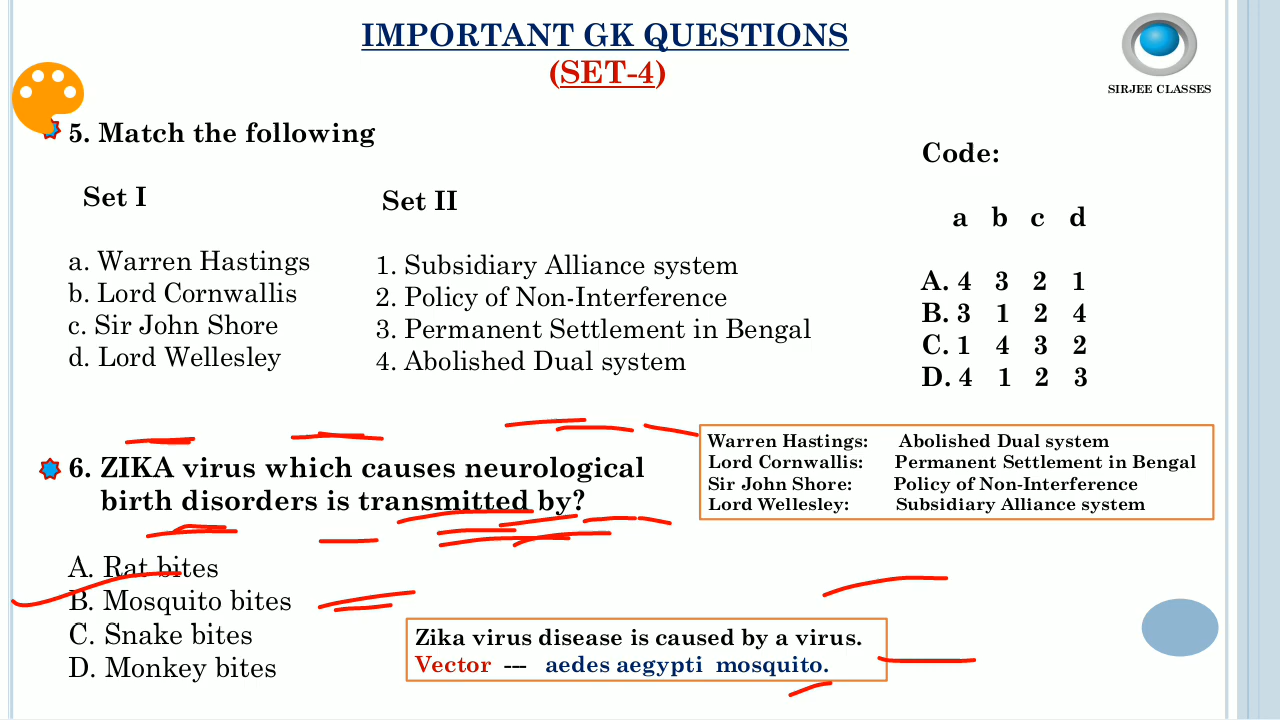 IMPORTANT GK QUESTIONS
(SET-4)
SIRJEE CLASSES
5. Match the following
Set I
a. Warren Hastings
b. Lord Cornwallis
c. Sir John Shore
d. Lord Wellesley
Set II
1. Subsidiary Alliance system
2. Policy of Non-Interference
3. Permanent Settlement in Bengal
4. Abolished Dual system
Code:
a b c d
A. 4 3 2 1
B. 3 1 2 4
C. 1 4 3 2
D. 4 1 2 3
Warren Hastings: Abolished Dual system
Lord Cornwallis: Permanent Settlement in Bengal
Sir John Shore: Policy of Non-Interference
Lord Wellesley: Subsidiary Alliance system
6. ZIKA virus which causes neurological
birth disorders is transmitted by?
A. Rat bites
B. Mosquito bites
C. Snake bites
D. Monkey bites
Zika virus disease is caused by a virus.
Vector --- aedes aegypti mosquito.